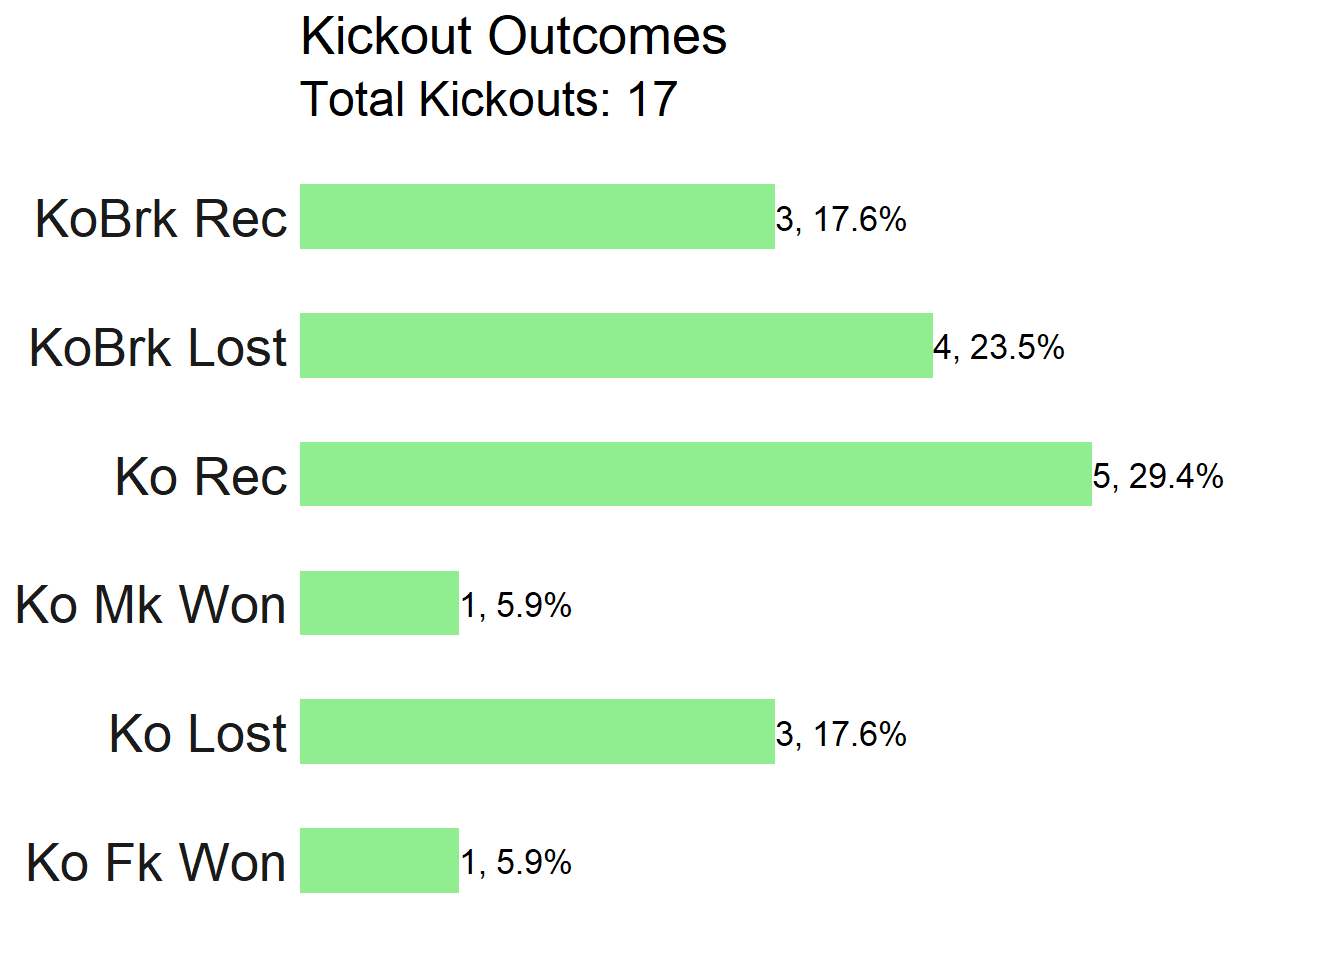 Kickout Outcomes
Total Kickouts: 17
KoBrk Rec 3, 17.6%
KoBrk Lost 4, 23.5%
Ko Rec 5, 29.4%
Ko Mk Won 1, 5.9%
Ko Lost 3, 17.6%
Ko Fk Won 1, 5.9%